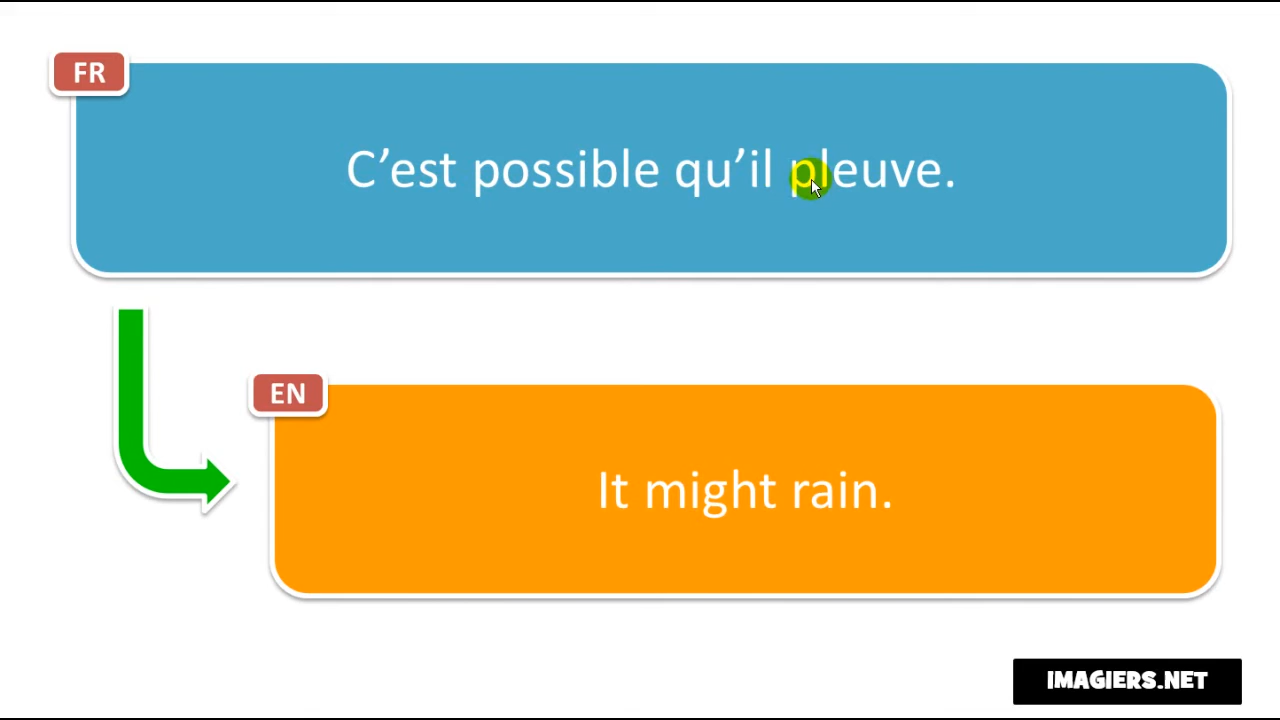 FR
C’est possible qu’il pleuve.
EN
It might rain.
IMAGIERS.NET